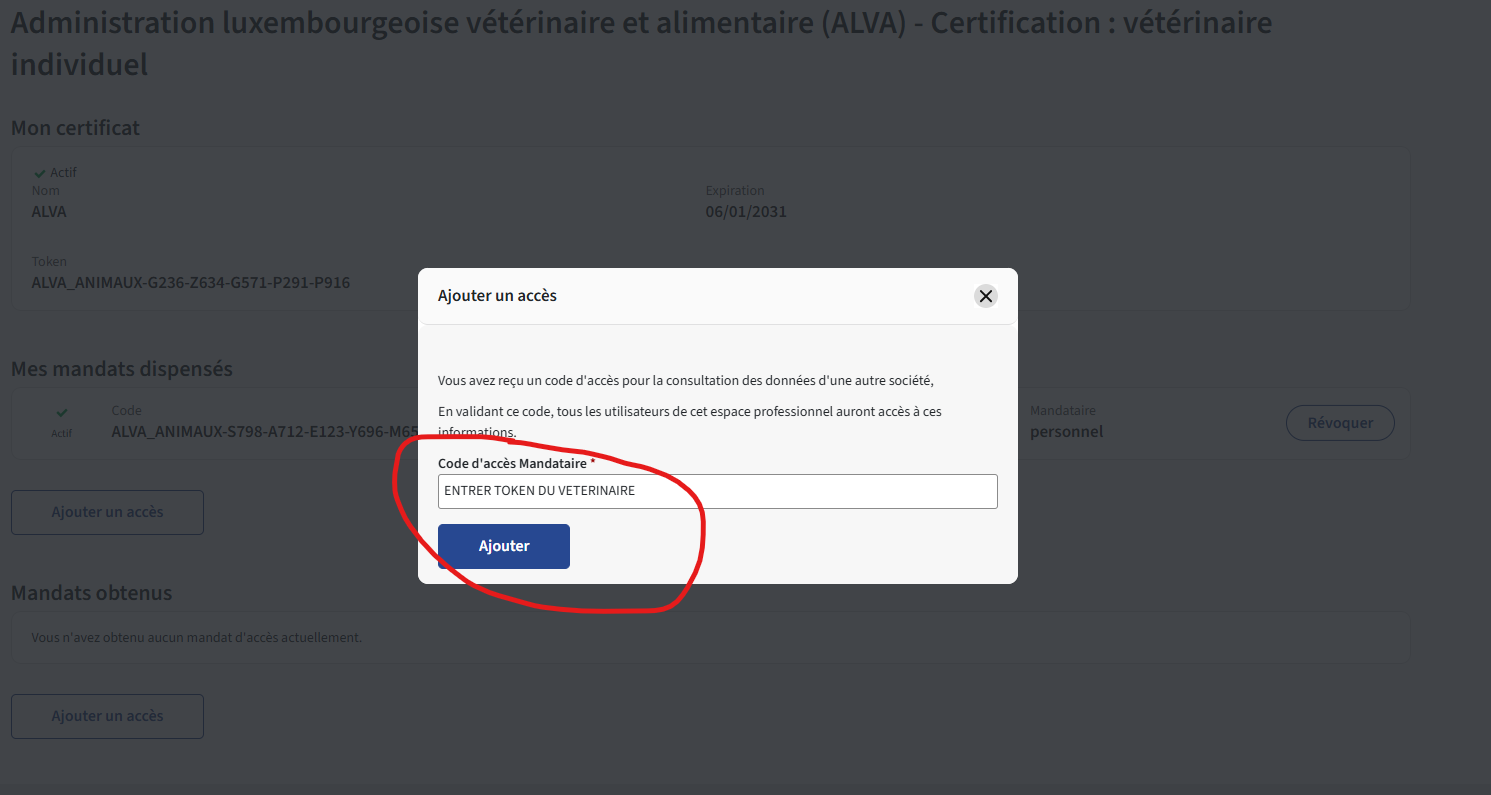 Administration luxembourgeoise vétérinaire et alimentaire (ALVA) - Certification : vétérinaire
individuel
Mon certificat
Actif
Nom
Expiration
ALVA
06/01/2031
Token
ALVA_ANIMAUX-G236-Z634-G571-P291-P916
Ajouter un accès
Vous avez reçu un code d'accès pour la consultation des données d'une autre société,
En validant ce code, tous les utilisateurs de cet espace professionnel auront accès à ces
informations.
Code d'accès Mandataire *
ENTRER TOKEN DU VETERINAIRE
Ajouter
Mes mandats dispensés
Code
Mandataire
Actif
ALVA_ANIMAUX-S798-A712-E123-Y696-M65
personnel
Révoquer
Ajouter un accès
Mandats obtenus
Vous n'avez obtenu aucun mandat d'accès actuellement.
Ajouter un accès